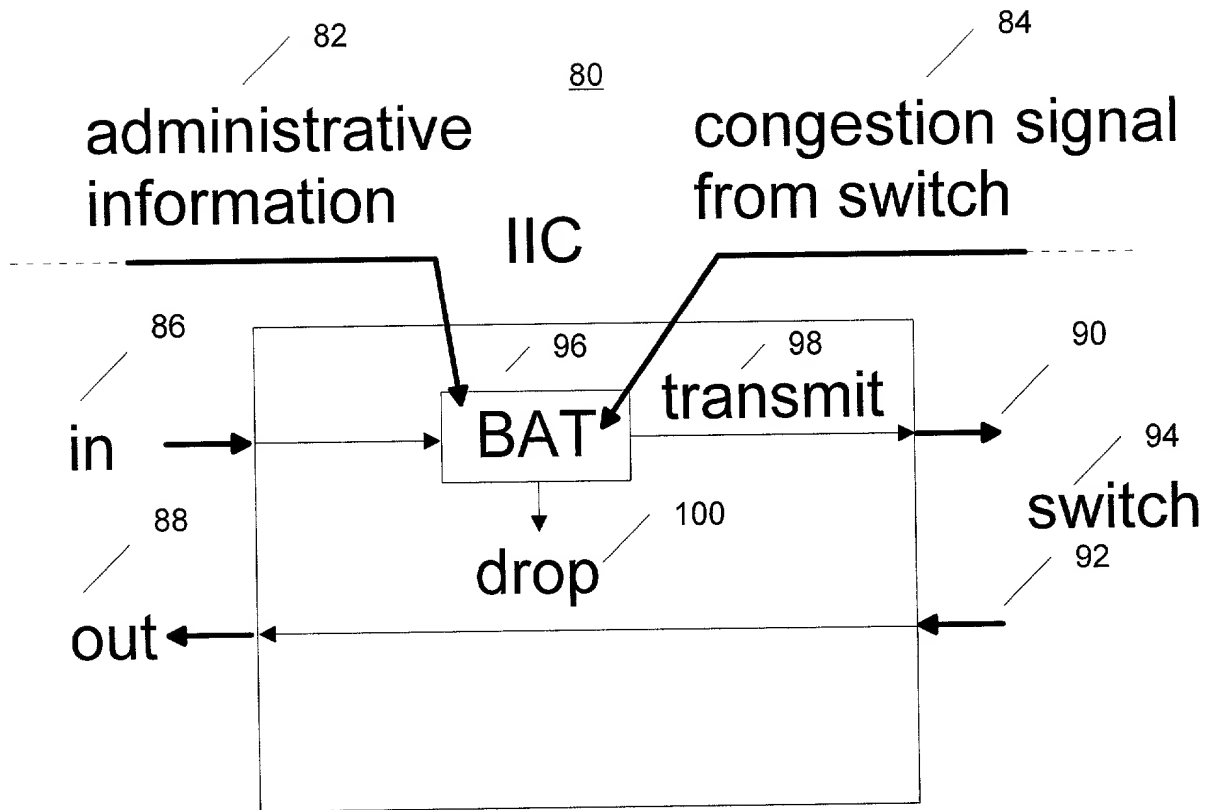 82
84
80
administrative
information
congestion signal
from switch
IIC
86
96
98
90
transmit
in
BAT
94
switch
88
100
drop
92
out